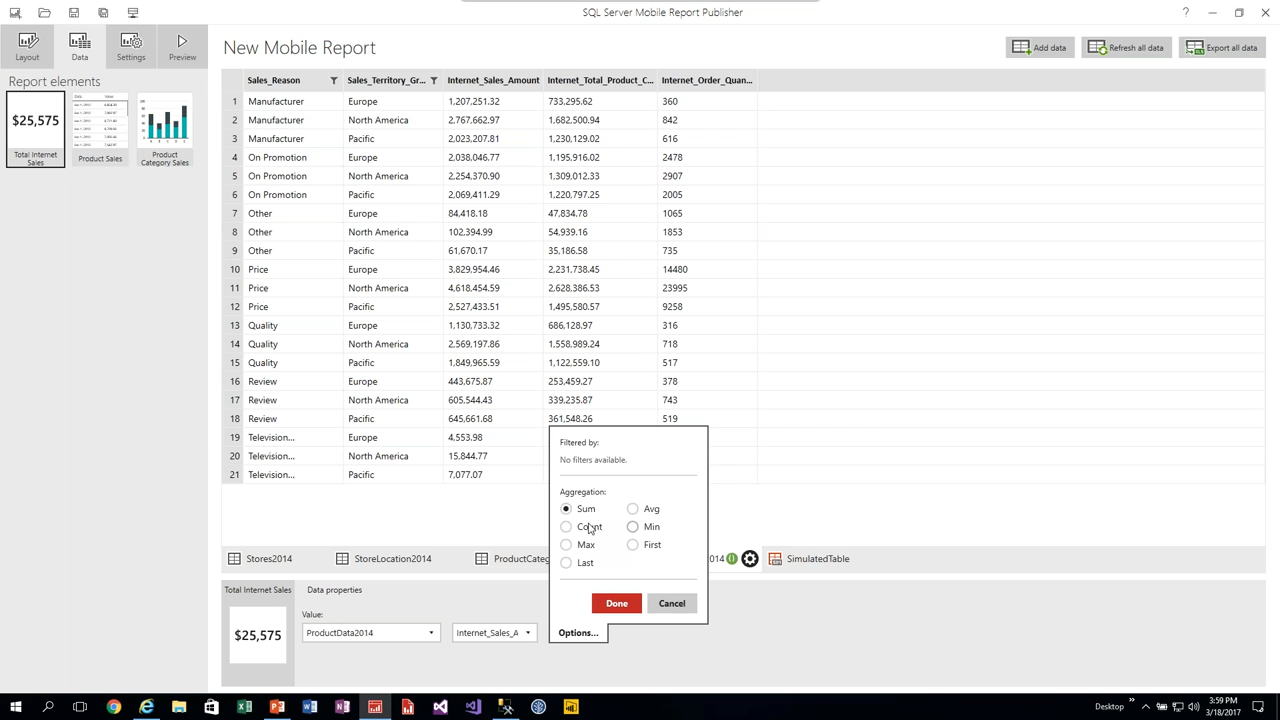 SQL Server Mobile Report Publisher
Layout
Data
Settings
Preview
New Mobile Report
Add data
Refresh all data
Export all data
Report elements
$25,575
Total Internet
Sales
Product Sales
Product
Category Sales
Sales_Reason Sales_Territory_Gr... Internet_Sales_Amount Internet_Total_Product_C... Internet_Order_Quan...
1 Manufacturer Europe 1,207,251.32 733,295.62 360
2 Manufacturer North America 2,767,662.97 1,682,500.94 842
3 Manufacturer Pacific 2,023,207.81 1,230,129.02 616
4 On Promotion Europe 2,038,046.77 1,195,916.02 2478
5 On Promotion North America 2,254,370.90 1,309,012.33 2907
6 On Promotion Pacific 2,069,411.29 1,220,797.25 2005
7 Other Europe 84,418.18 47,834.78 1065
8 Other North America 102,394.99 54,939.16 1853
9 Other Pacific 61,670.17 35,186.58 735
10 Price Europe 3,829,954.46 2,231,738.45 14480
11 Price North America 4,618,454.59 2,628,386.53 23995
12 Price Pacific 2,527,433.51 1,495,580.57 9258
13 Quality Europe 1,130,733.32 686,128.97 316
14 Quality North America 2,569,197.86 1,558,989.24 718
15 Quality Pacific 1,849,965.59 1,122,559.10 517
16 Review Europe 443,675.87 253,459.27 378
17 Review North America 605,544.43 339,235.87 743
18 Review Pacific 645,661.68 361,548.26 519
19 Television... Europe 4,553.98
20 Television... North America 15,844.77
21 Television... Pacific 7,077.07
Filtered by:
No filters available.
Aggregation:
Sum Avg
Count Min
Max First
Last
Done Cancel
Options...
Stores2014 StoreLocation2014 ProductCateg 014 SimulatedTable
Total Internet Sales
$25,575
Data properties
Value:
ProductData2014 Internet_Sales_A
Desktop
3:59 PM
3/18/2017